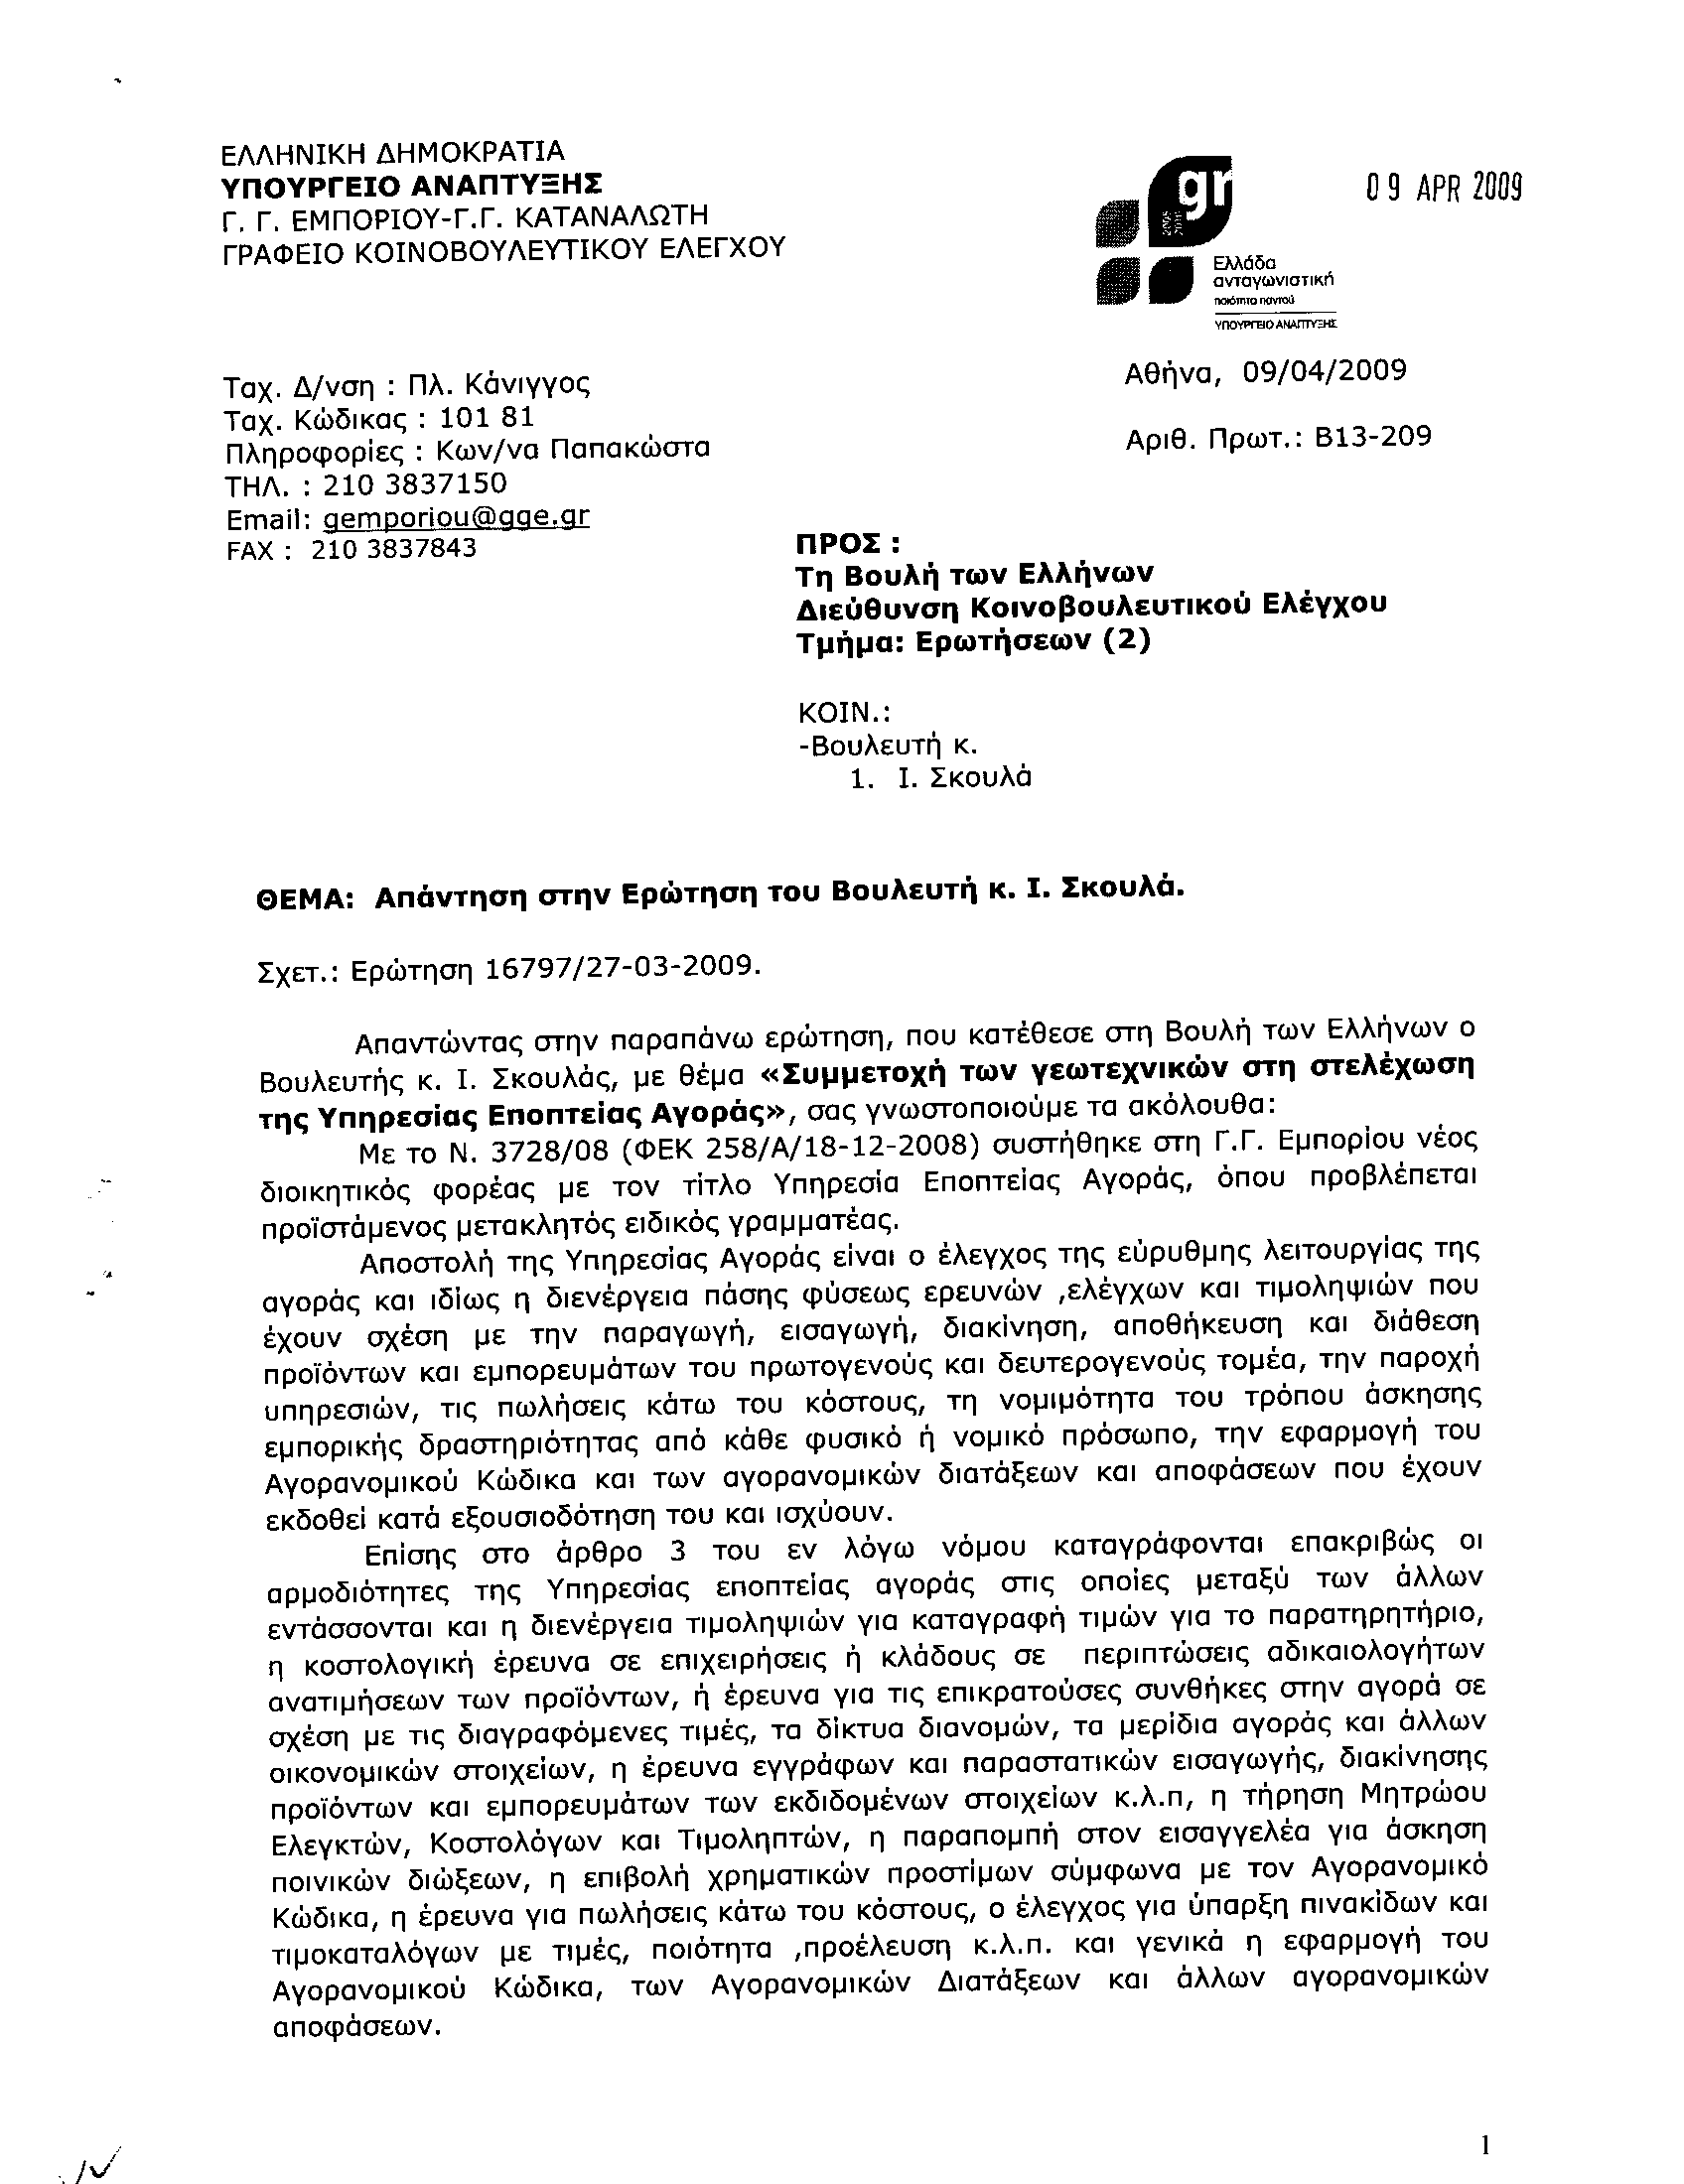 ΕΛΛΗΝΙΚΗ ΔΗΜΟΚΡΑΤΙΑ
ΥΠΟΥΡΓΕΙΟ ΑΝΑΠΤΥΞΗΣ
Γ. Γ. ΕΜΠΟΡΙΟΥ-Γ.Γ. ΚΑΤΑΝΑΛΩΤΗ
ΓΡΑΦΕΙΟ ΚΟΙΝΟΒΟΥΛΕΥΤΙΚΟΥ ΕΛΕΓΧΟΥ
gr
09 APR 2009
Ελλάδα
ανταγωνιστική
ποιότητα παντού
ΥΠΟΥΡΓΕΙΟ ΑΝΑΠΤΥΞΗΣ
Ταχ. Δ/νση : Πλ. Κάνιγγος
Ταχ. Κώδικας : 101 81
Πληροφορίες : Κων/να Παπακώστα
ΤΗΛ. : 210 3837150
Email: gemporiou@gge.gr
FAX : 210 3837843
Αθήνα, 09/04/2009
Αριθ. Πρωτ.: Β13-209
ΠΡΟΣ :
Τη Βουλή των Ελλήνων
Διεύθυνση Κοινοβουλευτικού Ελέγχου
Τμήμα: Ερωτήσεων (2)
ΚΟΙΝ.:
-Βουλευτή κ.
1. Ι. Σκουλά
ΘΕΜΑ: Απάντηση στην Ερώτηση του Βουλευτή κ. Ι. Σκουλά.
Σχετ.: Ερώτηση 16797/27-03-2009.
Απαντώντας στην παραπάνω ερώτηση, που κατέθεσε στη Βουλή των Ελλήνων ο
Βουλευτής κ. Ι. Σκουλάς, με θέμα «Συμμετοχή των γεωτεχνικών στη στελέχωση
της Υπηρεσίας Εποπτείας Αγοράς», σας γνωστοποιούμε τα ακόλουθα:
Με το Ν. 3728/08 (ΦΕΚ 258/Α/18-12-2008) συστήθηκε στη Γ.Γ. Εμπορίου νέος
διοικητικός φορέας με τον τίτλο Υπηρεσία Εποπτείας Αγοράς, όπου προβλέπεται
προϊστάμενος μετακλητός ειδικός γραμματέας.
Αποστολή της Υπηρεσίας Αγοράς είναι ο έλεγχος της εύρυθμης λειτουργίας της
αγοράς και ιδίως η διενέργεια πάσης φύσεως ερευνών ,ελέγχων και τιμοληψιών που
έχουν σχέση με την παραγωγή, εισαγωγή, διακίνηση, αποθήκευση και διάθεση
προϊόντων και εμπορευμάτων του πρωτογενούς και δευτερογενούς τομέα, την παροχή
υπηρεσιών, τις πωλήσεις κάτω του κόστους, τη νομιμότητα του τρόπου άσκησης
εμπορικής δραστηριότητας από κάθε φυσικό ή νομικό πρόσωπο, την εφαρμογή του
Αγορανομικού Κώδικα και των αγορανομικών διατάξεων και αποφάσεων που έχουν
εκδοθεί κατά εξουσιοδότηση του και ισχύουν.
Επίσης στο άρθρο 3 του εν λόγω νόμου καταγράφονται επακριβώς οι
αρμοδιότητες της Υπηρεσίας εποπτείας αγοράς στις οποίες μεταξύ των άλλων
εντάσσονται και η διενέργεια τιμοληψιών για καταγραφή τιμών για το παρατηρητήριο,
η κοστολογική έρευνα σε επιχειρήσεις ή κλάδους σε περιπτώσεις αδικαιολογήτων
ανατιμήσεων των προϊόντων, ή έρευνα για τις επικρατούσες συνθήκες στην αγορά σε
σχέση με τις διαγραφόμενες τιμές, τα δίκτυα διανομών, τα μερίδια αγοράς και άλλων
οικονομικών στοιχείων, η έρευνα εγγράφων και παραστατικών εισαγωγής, διακίνησης
προϊόντων και εμπορευμάτων των εκδιδομένων στοιχείων κ.λ.π, η τήρηση Μητρώου
Ελεγκτών, Κοστολόγων και Τιμοληπτών, η παραπομπή στον εισαγγελέα για άσκηση
ποινικών διώξεων, η επιβολή χρηματικών προστίμων σύμφωνα με τον Αγορανομικό
Κώδικα, η έρευνα για πωλήσεις κάτω του κόστους, ο έλεγχος για ύπαρξη πινακίδων και
τιμοκαταλόγων με τιμές, ποιότητα ,προέλευση κ.λ.π. και γενικά η εφαρμογή του
Αγορανομικού Κώδικα, των Αγορανομικών Διατάξεων και άλλων αγορανομικών
αποφάσεων.
1